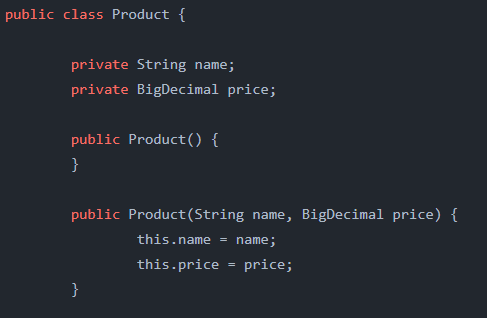 public class Product {
private String name;
private BigDecimal price;
public Product() {
}
public Product(String name, BigDecimal price) {
this.name = name;
this.price = price;
}